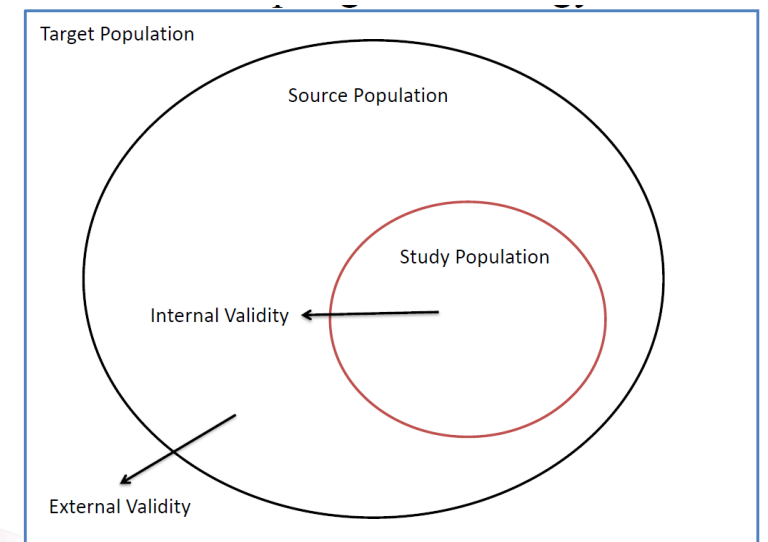 Target Population
Source Population
Study Population
Internal Validity
External Validity